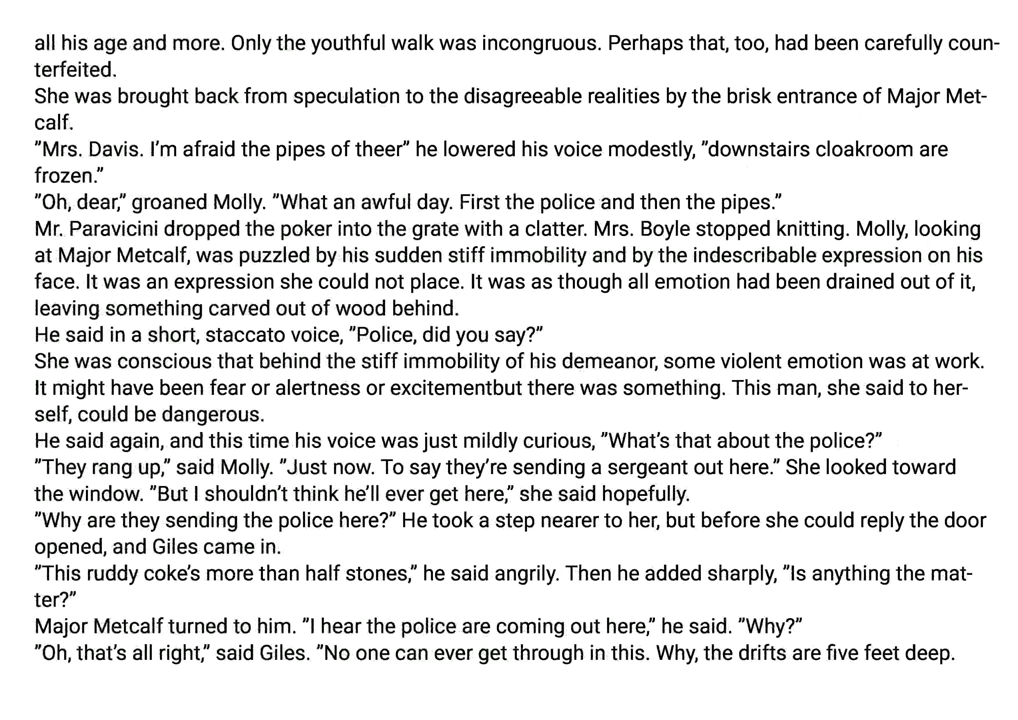 all his age and more. Only the youthful walk was incongruous. Perhaps that, too, had been carefully coun-
terfeited.
She was brought back from speculation to the disagreeable realities by the brisk entrance of Major Met-
calf.
"Mrs. Davis. I'm afraid the pipes of theer" he lowered his voice modestly, "downstairs cloakroom are
frozen."
"Oh, dear," groaned Molly. "What an awful day. First the police and then the pipes."
Mr. Paravicini dropped the poker into the grate with a clatter. Mrs. Boyle stopped knitting. Molly, looking
at Major Metcalf, was puzzled by his sudden stiff immobility and by the indescribable expression on his
face. It was an expression she could not place. It was as though all emotion had been drained out of it,
leaving something carved out of wood behind.
He said in a short, staccato voice, "Police, did you say?"
She was conscious that behind the stiff immobility of his demeanor, some violent emotion was at work.
It might have been fear or alertness or excitementbut there was something. This man, she said to her-
self, could be dangerous.
He said again, and this time his voice was just mildly curious, "What's that about the police?"
"They rang up," said Molly. "Just now. To say they're sending a sergeant out here." She looked toward
the window. "But I shouldn't think he'll ever get here," she said hopefully.
"Why are they sending the police here?" He took a step nearer to her, but before she could reply the door
opened, and Giles came in.
"This ruddy coke's more than half stones," he said angrily. Then he added sharply, "Is anything the mat-
ter?"
Major Metcalf turned to him. "I hear the police are coming out here," he said. "Why?"
"Oh, that's all right," said Giles. "No one can ever get through in this. Why, the drifts are five feet deep.